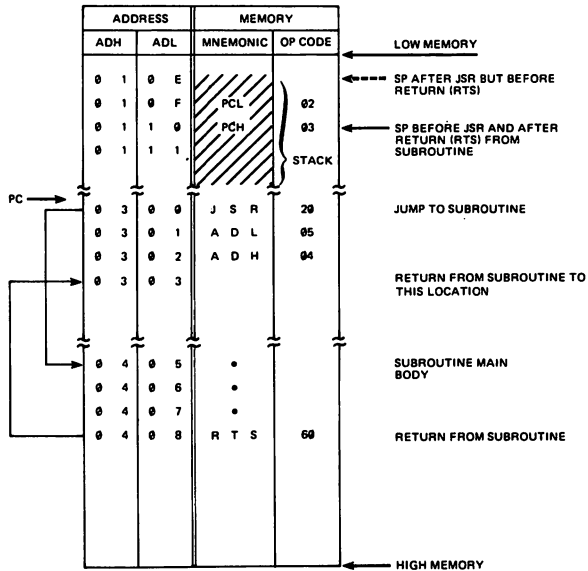 ADDRESS MEMORY
ADH ADL MNEMONIC OP CODE
LOW MEMORY
0 1 0 E SP AFTER JSR BUT BEFORE
RETURN (RTS)
0 1 0 F PCL 02
0 1 1 0 PCH 03 SP BEFORE JSR AND AFTER
RETURN (RTS) FROM
SUBROUTINE
0 1 1 1
STACK
PC
0 3 0 0 J S R 20 JUMP TO SUBROUTINE
0 3 0 1 A D L 05
0 3 0 2 A D H 04
0 3 0 3 RETURN FROM SUBROUTINE TO
THIS LOCATION
0 4 0 5 • SUBROUTINE MAIN
BODY
0 4 0 6 •
0 4 0 7 •
0 4 0 8 R T S 60 RETURN FROM SUBROUTINE
HIGH MEMORY